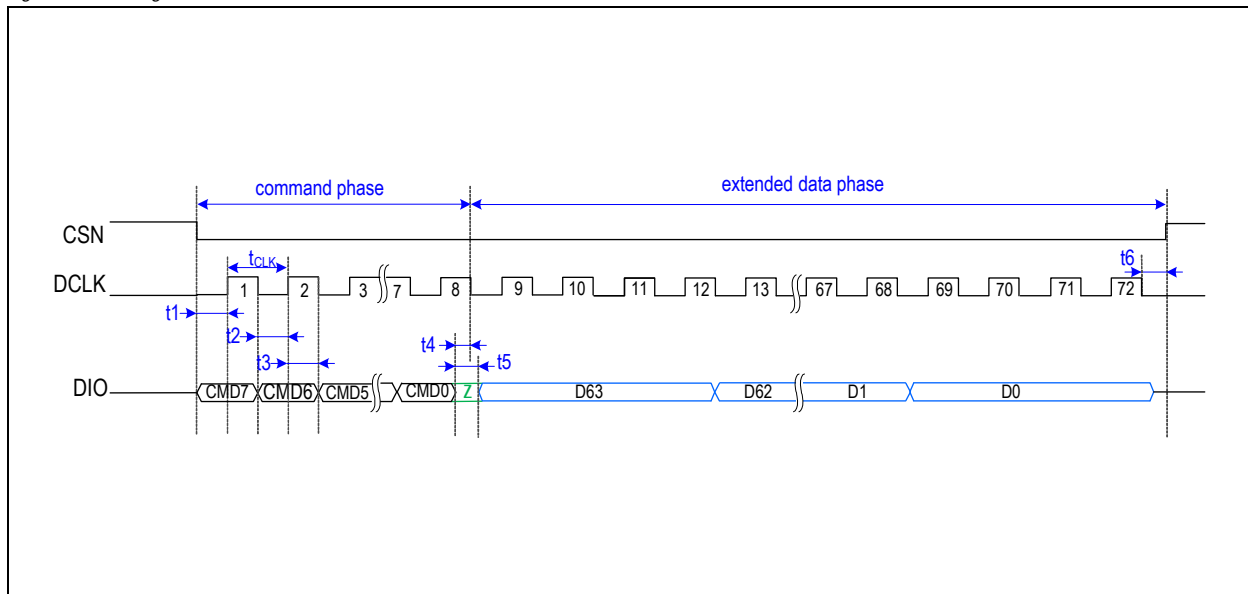 command phase
extended data phase
CSN
tCLK
t6
DCLK
1 2 3 7 8 9 10 11 12 13 67 68 69 70 71 72
t1
t2
t4
t3
t5
DIO
CMD7 CMD6 CMD5 CMD0 Z D63 D62 D1 D0